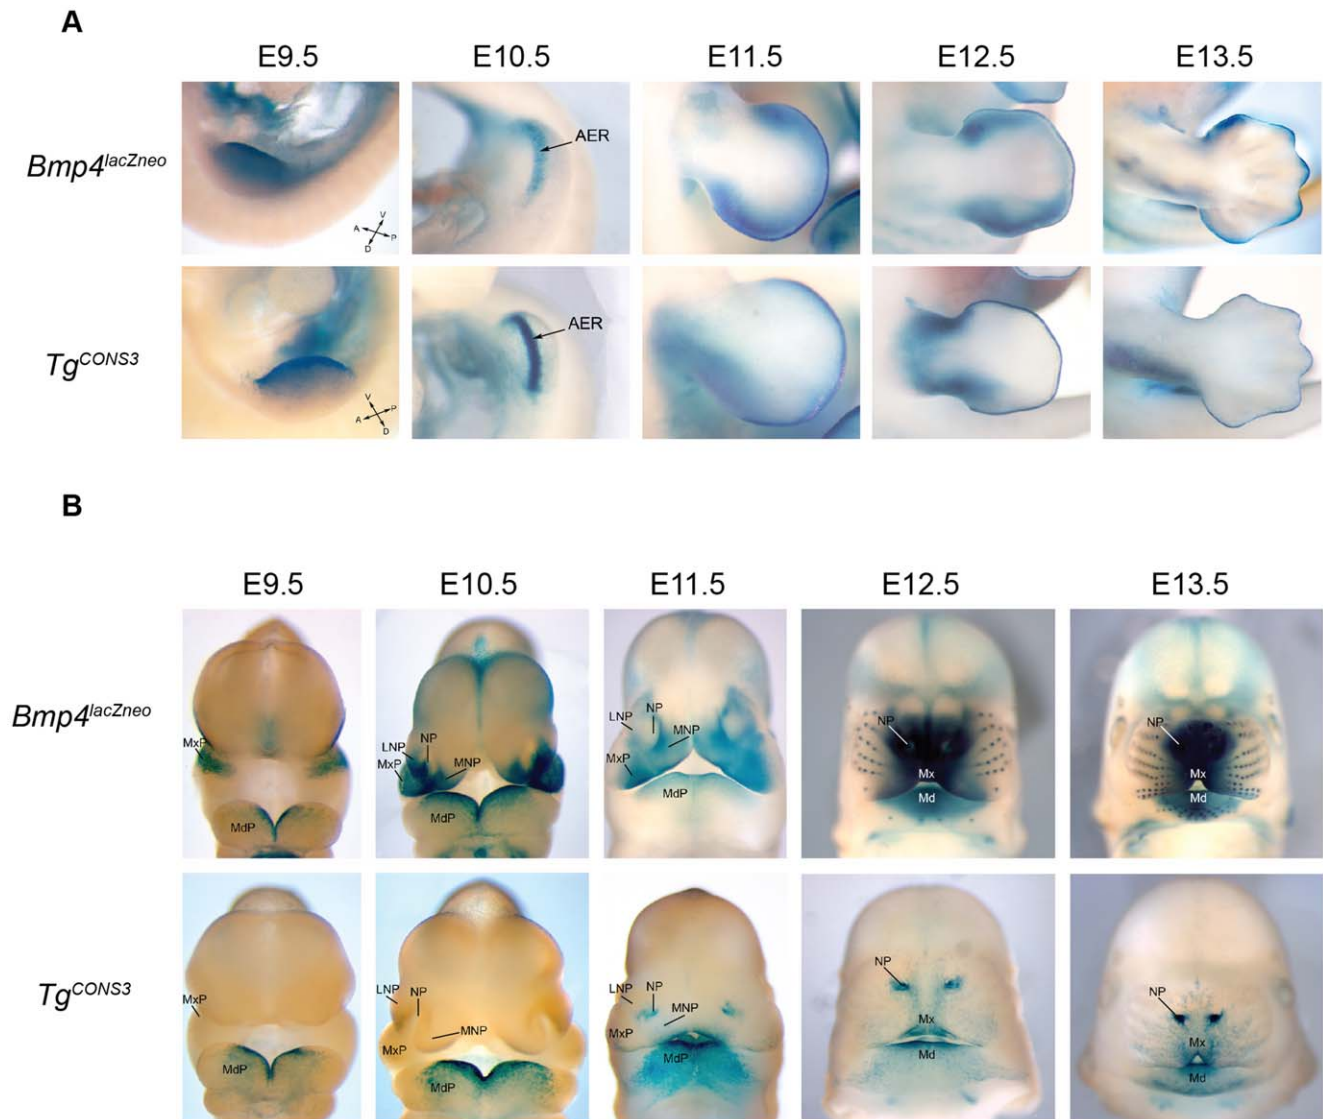 A
E9.5 E10.5 E11.5 E12.5 E13.5
Bmp4lacZneo
AER
V
A P
D
TgCONS3
AER
V
A P
D
B
E9.5 E10.5 E11.5 E12.5 E13.5
Bmp4lacZneo
MxP
MdP
LNP NP
MxP MNP
MdP
LNP NP
MNP
MxP
MdP
NP
Mx
Md
NP
Mx
Md
TgCONS3
MxP
MdP
LNP NP
MNP
MxP
MdP
LNP NP
MNP
MxP
MdP
NP
Mx
Md
NP
Mx
Md